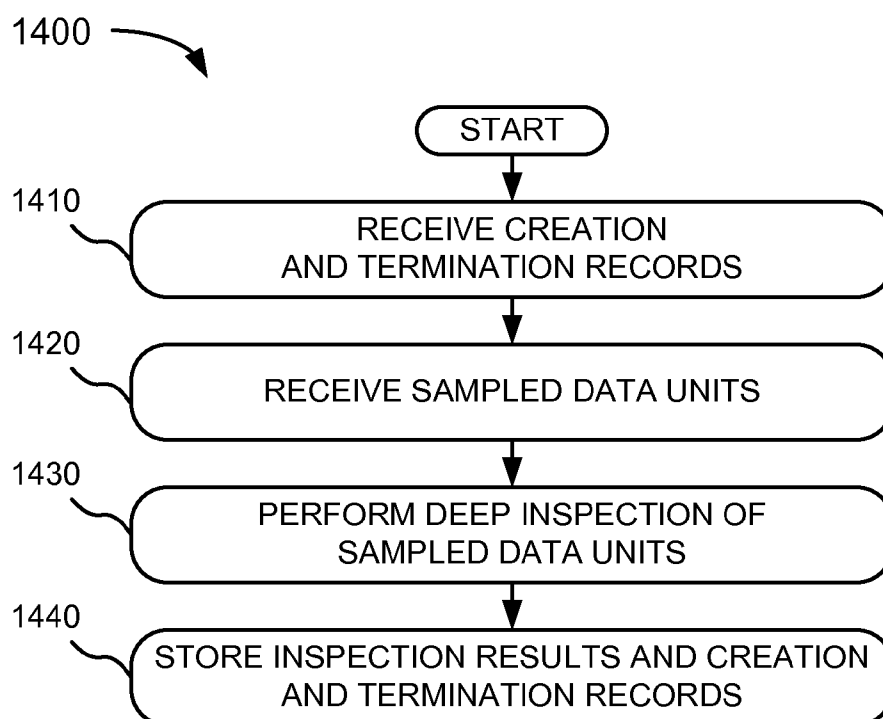 1400
START
1410
RECEIVE CREATION
AND TERMINATION RECORDS
1420
RECEIVE SAMPLED DATA UNITS
1430
PERFORM DEEP INSPECTION OF
SAMPLED DATA UNITS
1440
STORE INSPECTION RESULTS AND CREATION
AND TERMINATION RECORDS